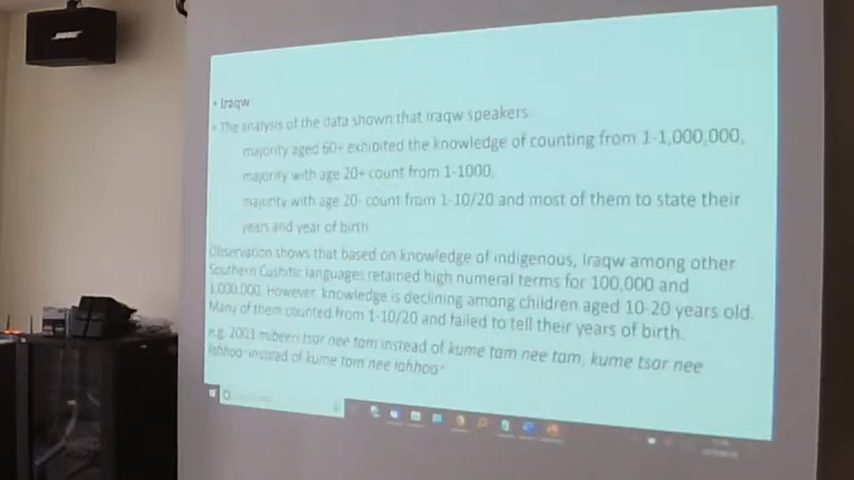 • Iraqw
• The analysis of the data shown that Iraqw speakers
majority aged 60+ exhibited the knowledge of counting from 1-1,000,000,
majority with age 20+ count from 1-1000,
majority with age 20- count from 1-10/20 and most of them to state their
years and year of birth
Observation shows that based on knowledge of indigenous, Iraqw among other
Southern Cushitic languages retained high numeral terms for 100,000 and
1,000,000. However, knowledge is declining among children aged 10-20 years old.
Many of them counted from 1-10/20 and failed to tell their years of birth.
e.g. 2003 mibeeri tsar nee tam instead of kume tam nee tam, kume tsar nee
instead of kume tam nee